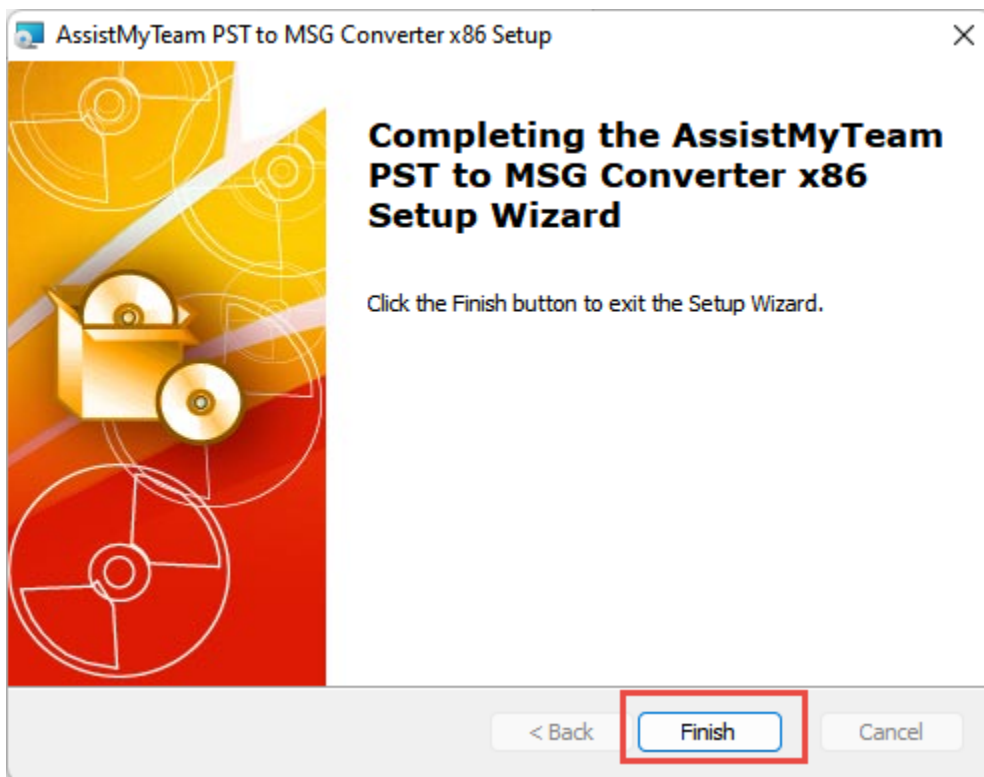 AssistMyTeam PST to MSG Converter x86 Setup
Completing the AssistMyTeam
PST to MSG Converter x86
Setup Wizard
Click the Finish button to exit the Setup Wizard.
< Back
Finish
Cancel